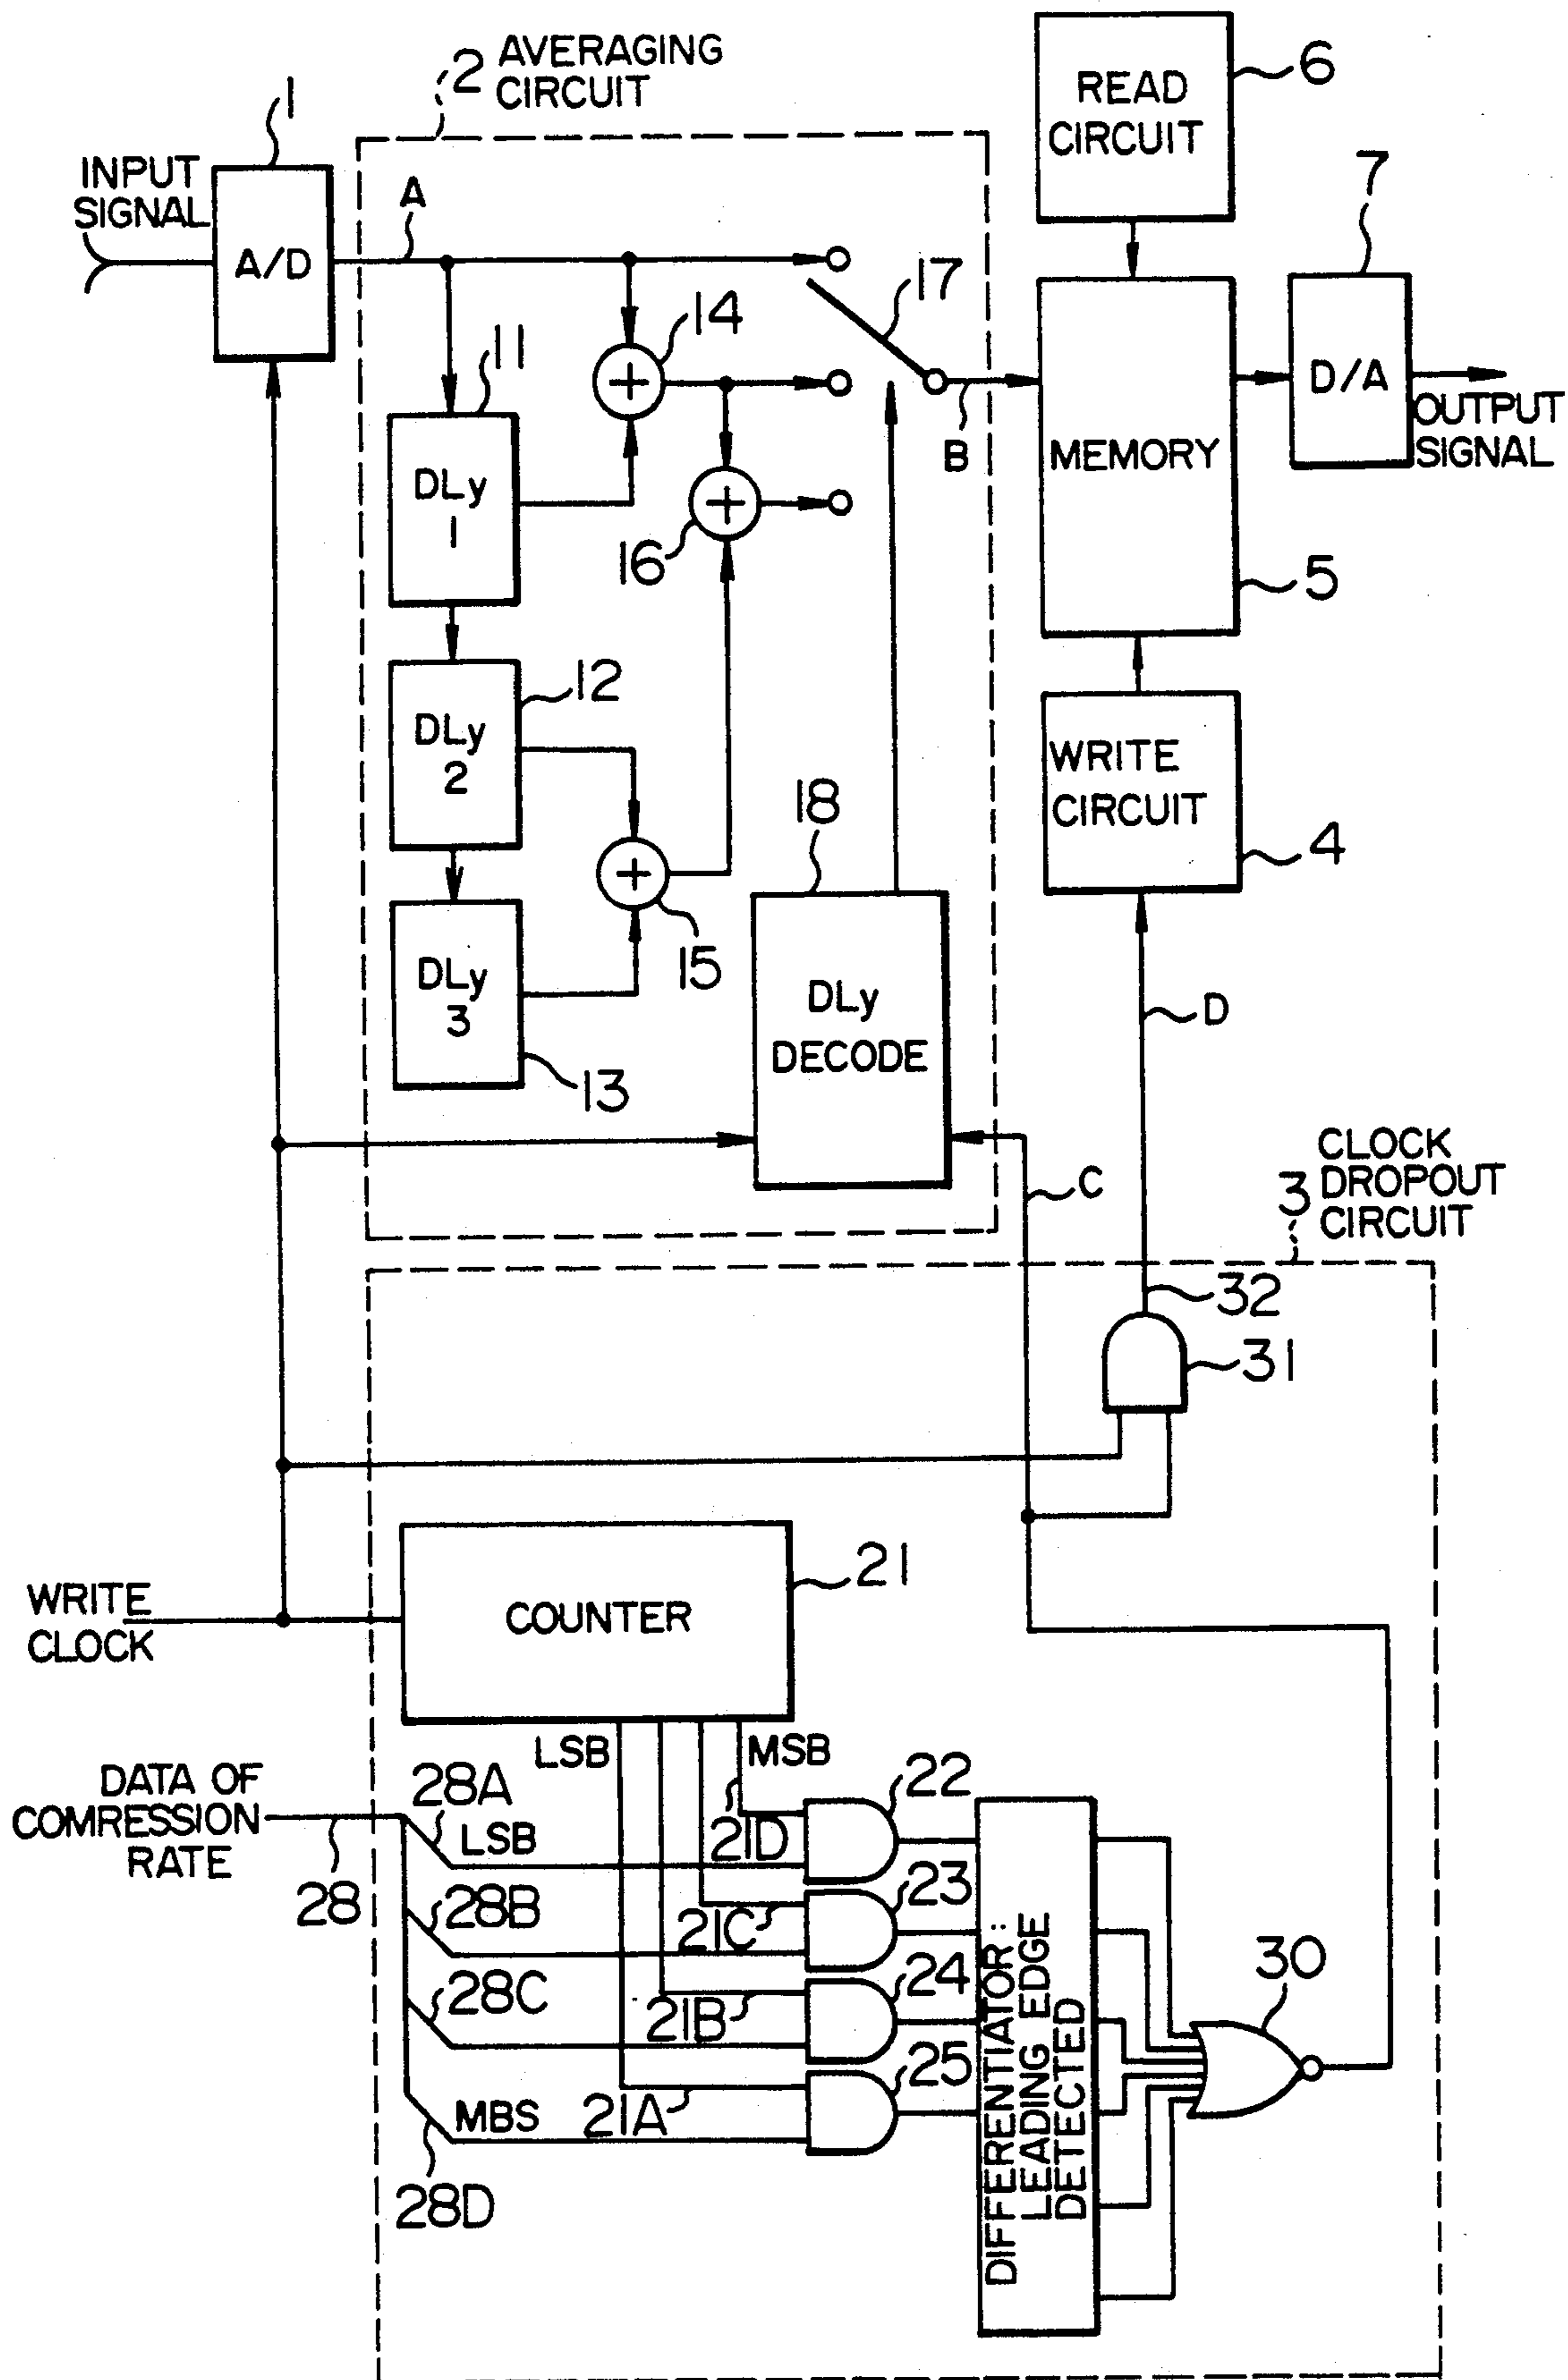 2 AVERAGING
CIRCUIT
1
INPUT
SIGNAL
A/D
A
READ
CIRCUIT
6
7
17
14
11
DLy
1
16
B
MEMORY
D/A
OUTPUT
SIGNAL
5
12
DLy
2
18
WRITE
CIRCUIT
4
15
DLy
3
13
DLy
DECODE
D
C
3 CLOCK
DROPOUT
CIRCUIT
32
31
21
WRITE
CLOCK
COUNTER
LSB
MSB
DATA OF
COMRESSION
RATE
28
28A
LSB
21D
22
28B
21C
23
28C
21B
24
MBS
21A
25
28D
DIFFERENTIATOR:
LEADING EDGE
DETECTED
30